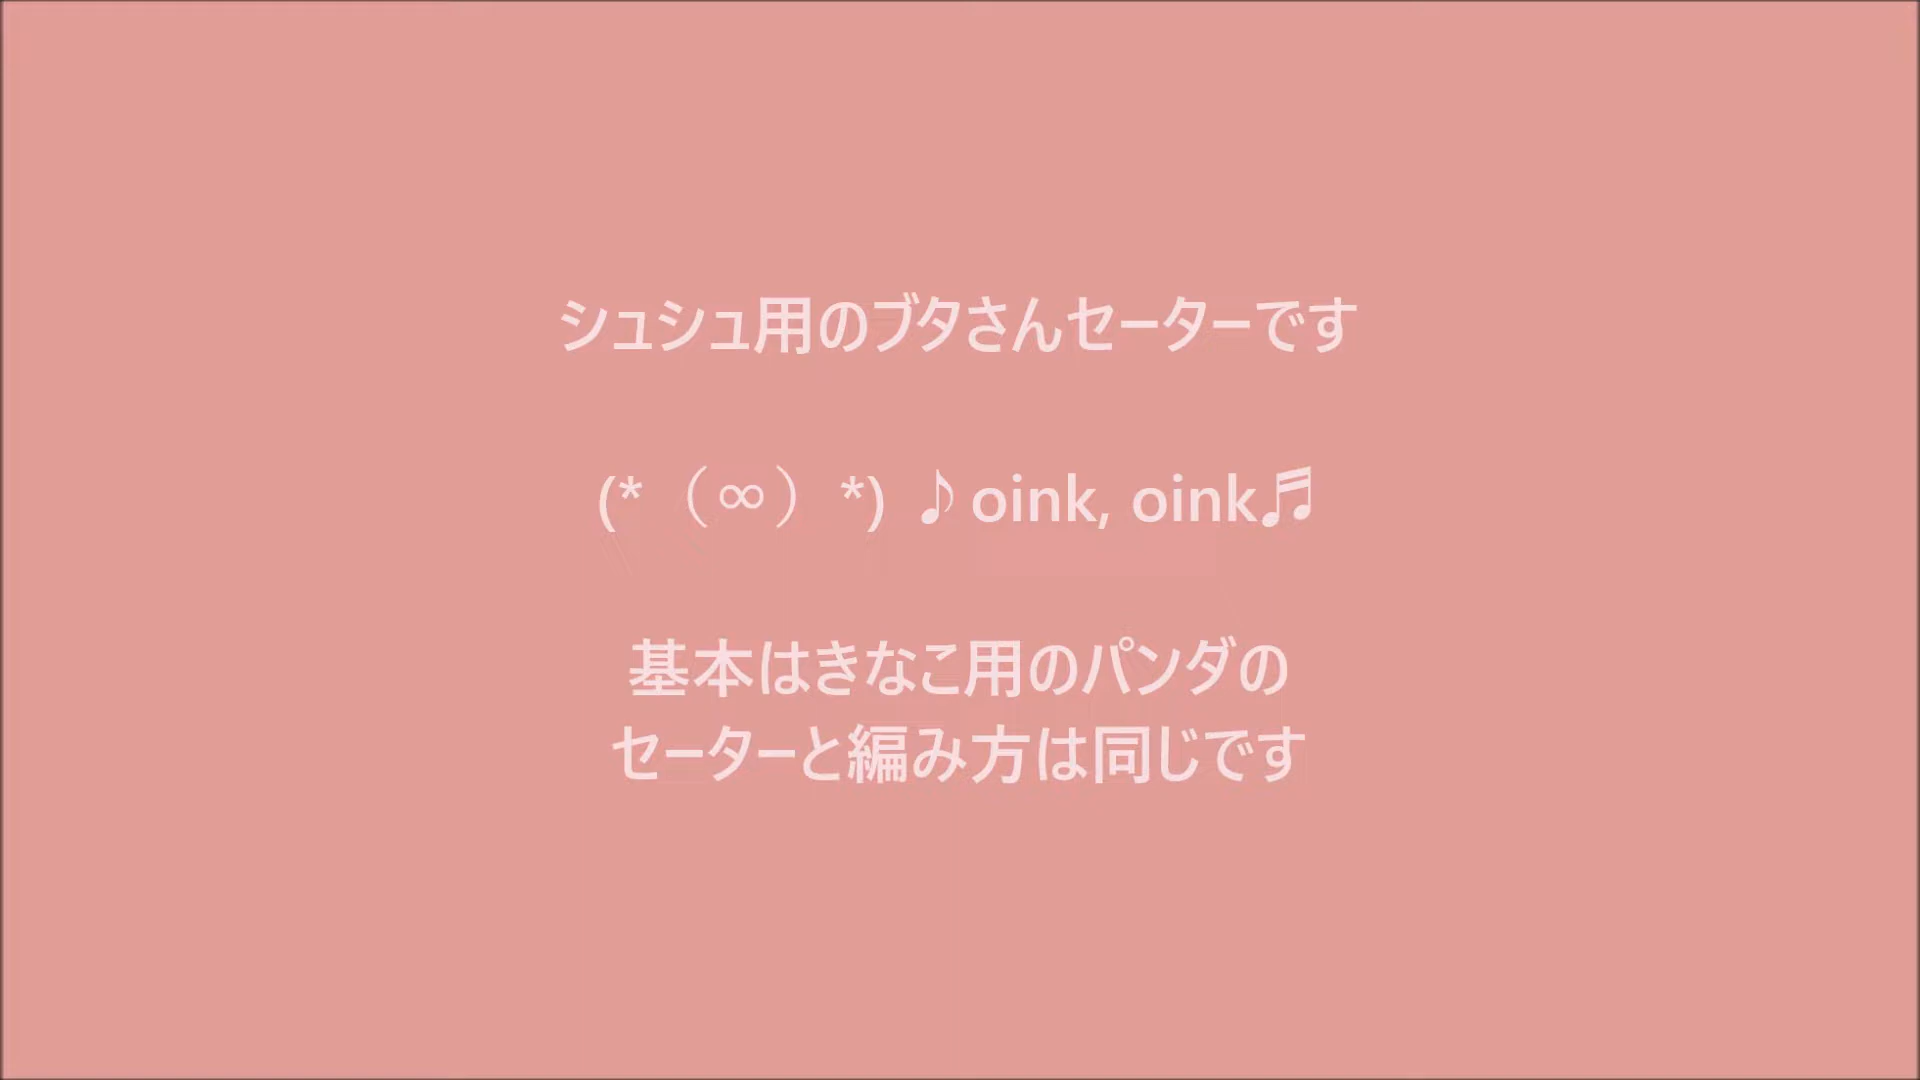 シュシュ用のブタさんセーターです
(*（∞）*) ♪oink, oink♬
基本はきなこ用のパンダの
セーターと編み方は同じです